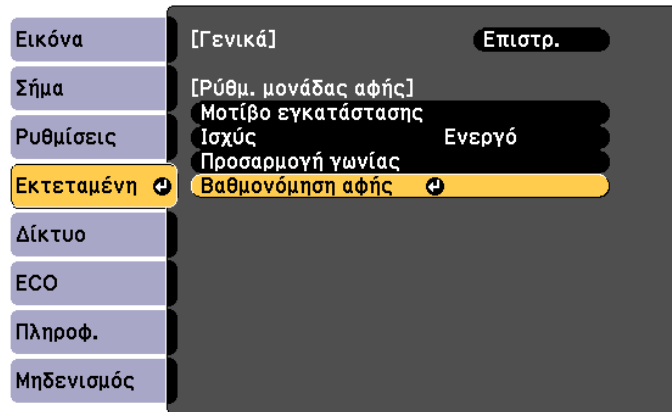 Εικόνα
Σήμα
Ρυθμίσεις
Εκτεταμένη
Δίκτυο
ECO
Πληροφ.
Μηδενισμός
[Γενικά] Επιστρ.
[Ρύθμ. μονάδας αφής]
Μοτίβο εγκατάστασης
Ισχύς Ενεργό
Προσαρμογή γωνίας
Βαθμονόμηση αφής